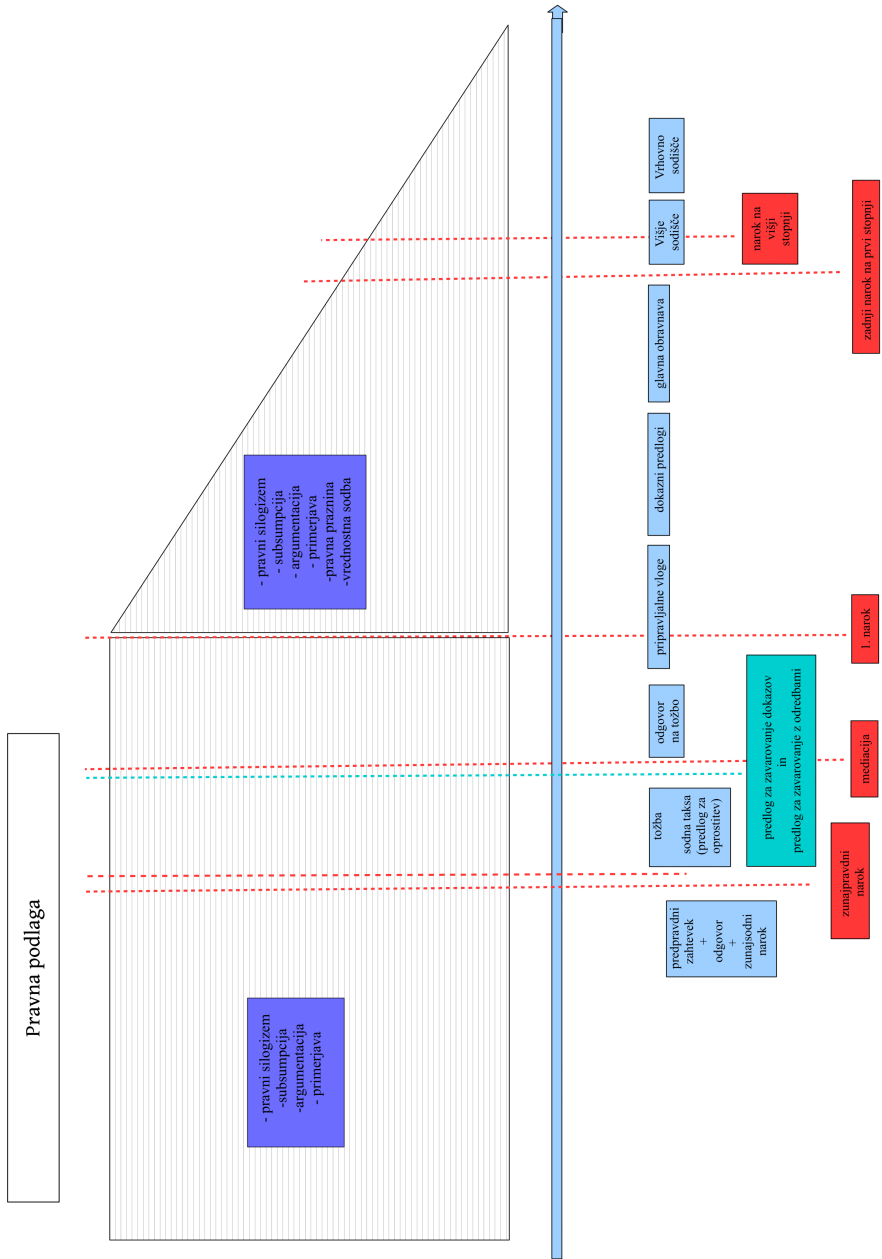 Pravna podlaga
- pravni silogizem
-subsumpcija
-argumentacija
- primerjava
- pravni silogizem
- subsumpcija
- argumentacija
- primerjava
-pravna praznina
-vrednostna sodba
predpravdni
zahtevek
+
odgovor
+
zunajsodni
narok
tožba
sodna taksa
(predlog za
oprostitev)
odgovor
na tožbo
pripravljalne vloge
dokazni predlogi
glavna obravnava
Višje
sodišče
Vrhovno
sodišče
predlog za zavarovanje dokazov
in
predlog za zavarovanje z odredbami
narok na
višji
stopnji
zunajpravdni
narok
mediacija
1. narok
zadnji narok na prvi stopnji